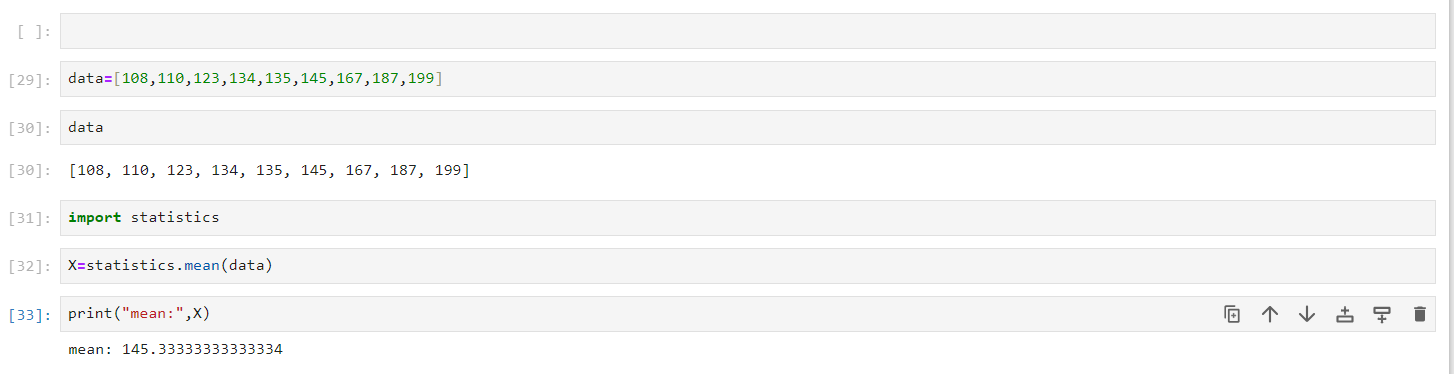 [ ]:
[29]: data=[108,110,123,134,135,145,167,187,199]
[30]: data
[30]: [108, 110, 123, 134, 135, 145, 167, 187, 199]
[31]: import statistics
[32]: X=statistics.mean(data)
[33]: print("mean:",X)
mean: 145.33333333333334